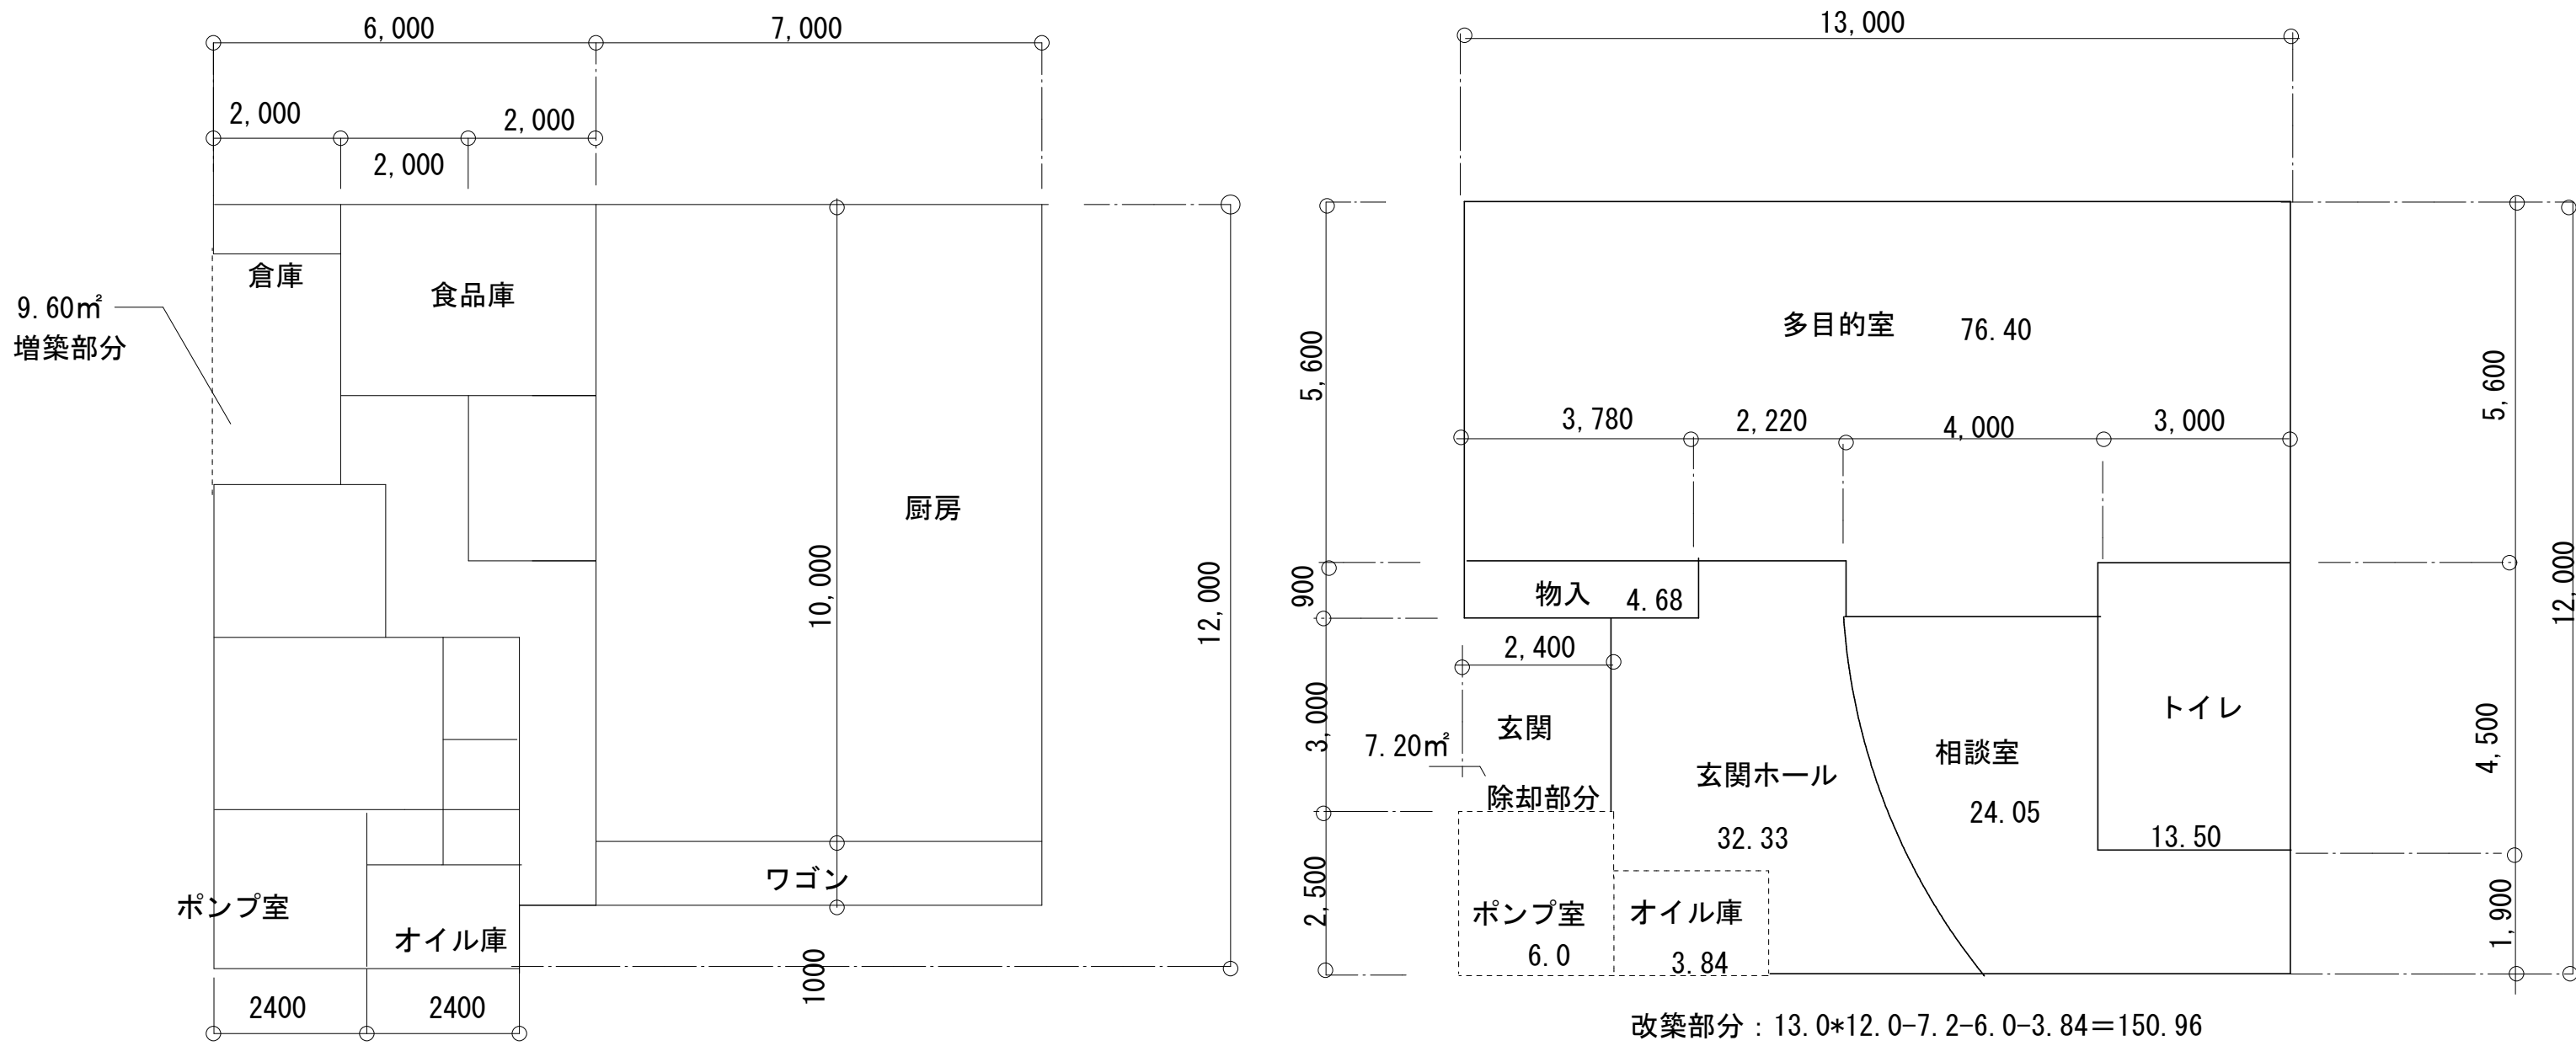 6,000
7,000
2,000
2,000
2,000
倉庫
食品庫
9.60㎡
増築部分
厨房
10,000
12,000
ワゴン
ポンプ室
オイル庫
1000
2400
2400
13,000
5,600
多目的室 76.40
5,600
3,780
2,220
4,000
3,000
900
物入 4.68
12,000
2,400
3,000
玄関
7.20㎡
除却部分
玄関ホール
32.33
相談室
24.05
トイレ
13.50
4,500
2,500
ポンプ室
6.0
オイル庫
3.84
1,900
改築部分：13.0*12.0-7.2-6.0-3.84＝150.96